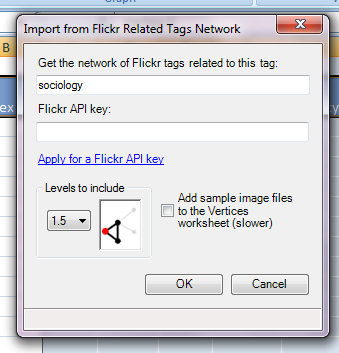 Graph
Import from Flickr Related Tags Network
B
Get the network of Flickr tags related to this tag:
sociology
Flickr API key:
Apply for a Flickr API key
Levels to include
1.5
Add sample image files
to the Vertices
worksheet (slower)
OK
Cancel